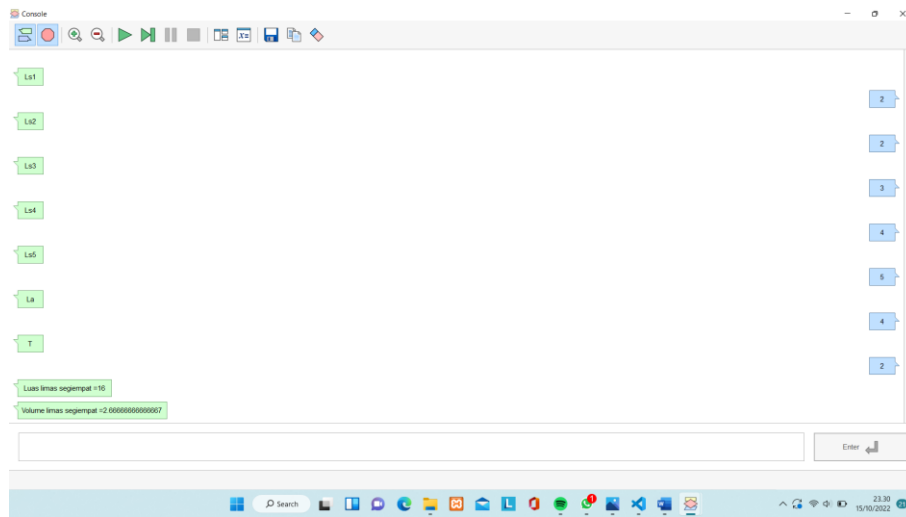 Console
Ls1
2
Ls2
2
Ls3
3
Ls4
4
Ls5
5
La
4
T
2
Luas limas segiempat =16
Volume limas segiempat =2.66666666666667
Enter
Search
23.30
15/10/2022